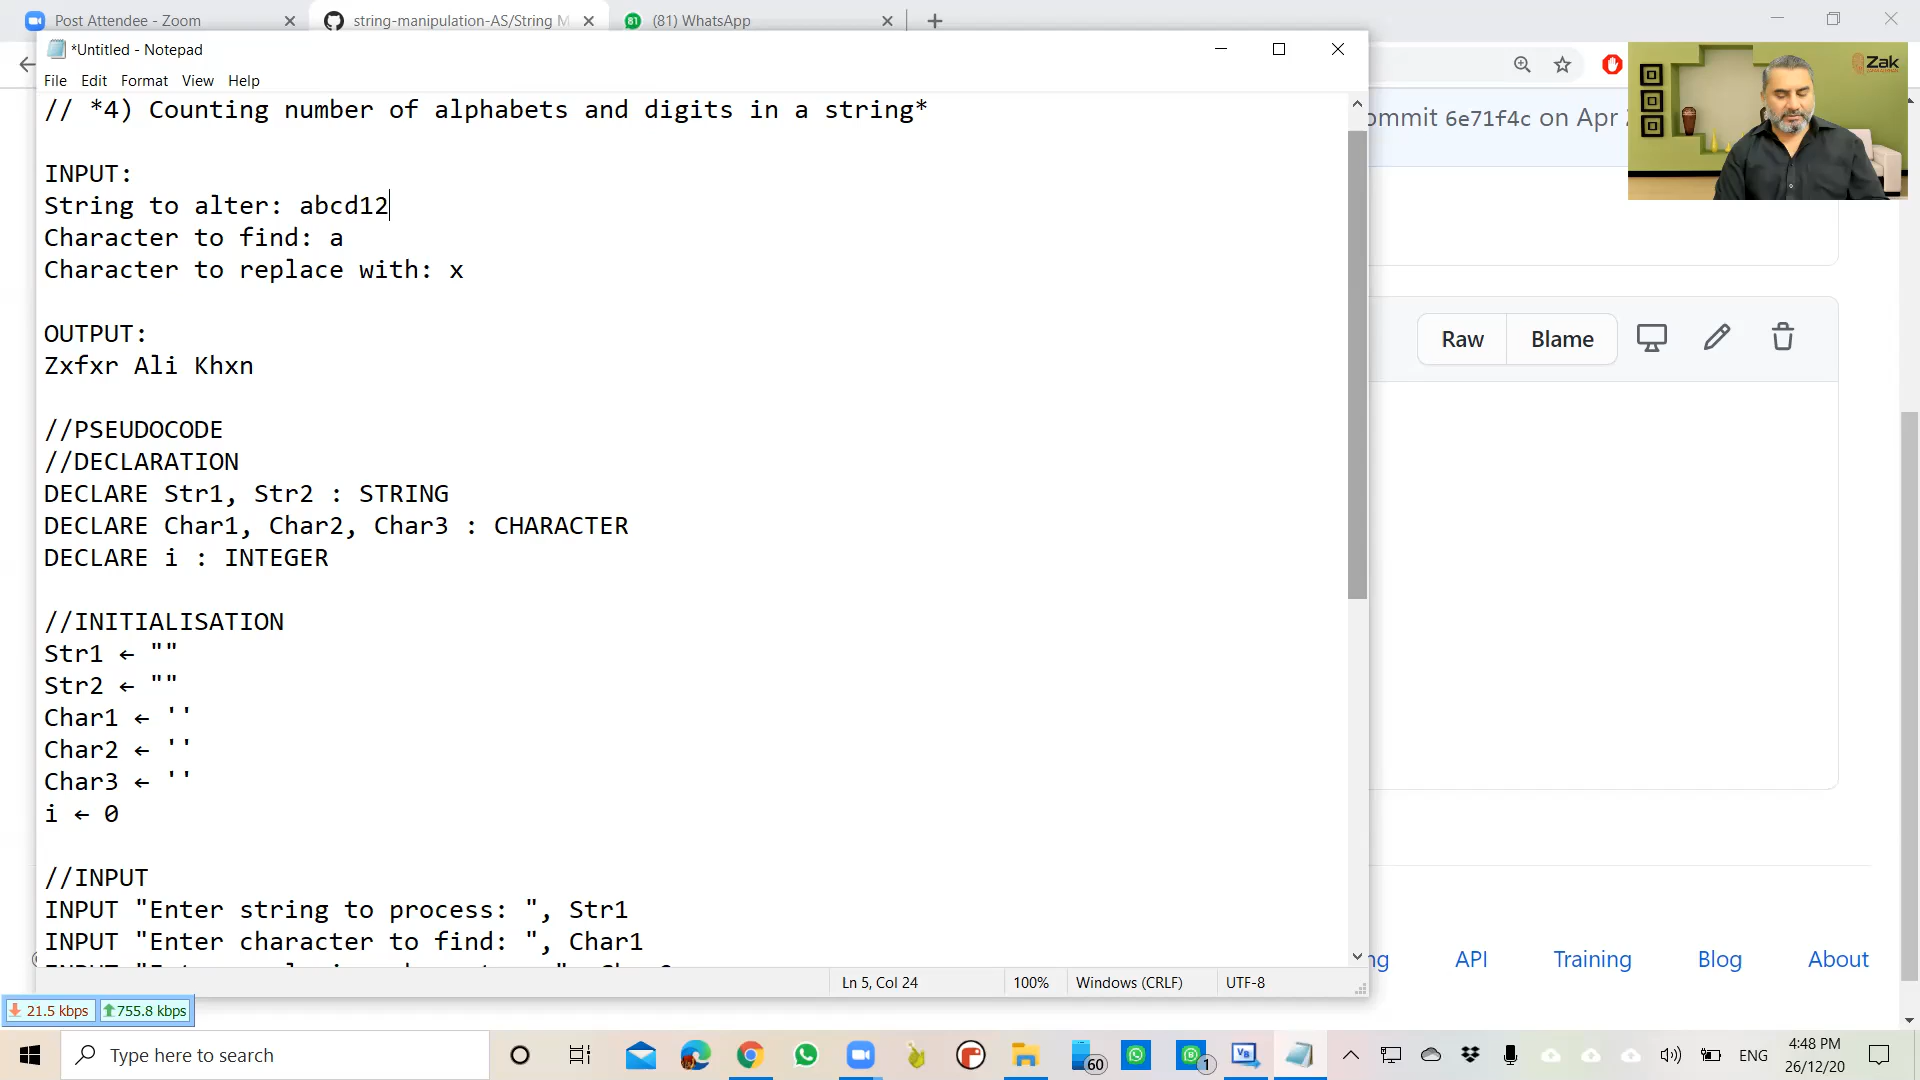 Post Attendee - Zoom
string-manipulation-AS/String M
(81) WhatsApp
*Untitled - Notepad
File Edit Format View Help
// *4) Counting number of alphabets and digits in a string*
INPUT:
String to alter: abcd12
Character to find: a
Character to replace with: x
OUTPUT:
Zxfxr Ali Khxn
//PSEUDOCODE
//DECLARATION
DECLARE Str1, Str2 : STRING
DECLARE Char1, Char2, Char3 : CHARACTER
DECLARE i : INTEGER
//INITIALISATION
Str1 ← ""
Str2 ← ""
Char1 ← ''
Char2 ← ''
Char3 ← ''
i ← 0
//INPUT
INPUT "Enter string to process: ", Str1
INPUT "Enter character to find: ", Char1
Ln 5, Col 24
100%
Windows (CRLF)
UTF-8
ommit 6e71f4c on Apr
Zak
Raw
Blame
ng
API
Training
Blog
About
21.5 kbps
755.8 kbps
Type here to search
60
1
ENG
4:48 PM
26/12/20